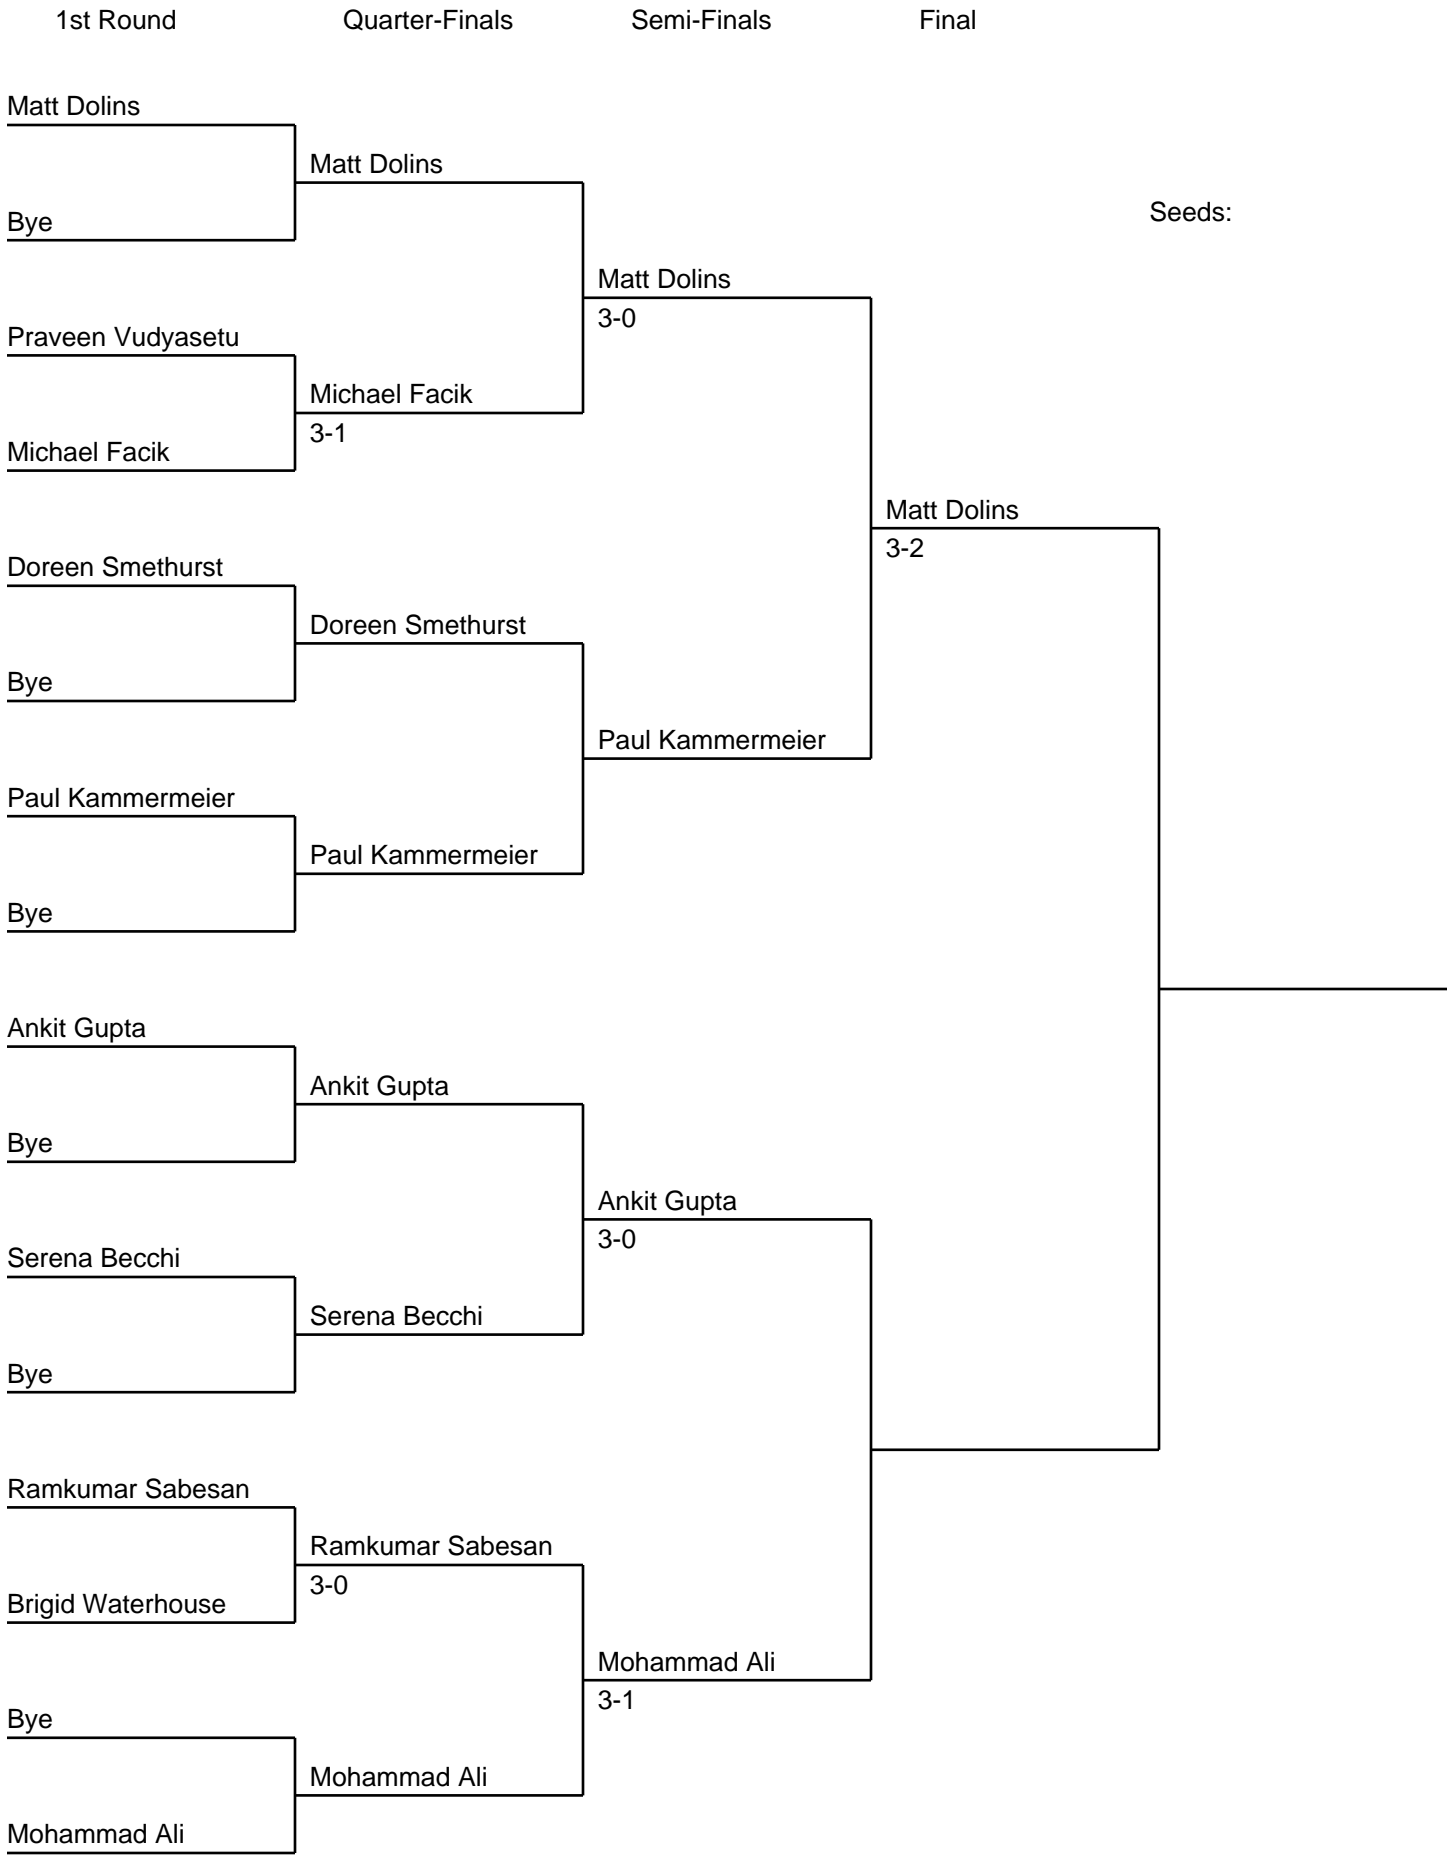 1st Round Quarter-Finals Semi-Finals Final
Matt Dolins
Matt Dolins
Bye
Seeds:
Matt Dolins
3-0
Praveen Vudyasetu
Michael Facik
3-1
Michael Facik
Matt Dolins
3-2
Doreen Smethurst
Doreen Smethurst
Bye
Paul Kammermeier
Paul Kammermeier
Paul Kammermeier
Bye
Ankit Gupta
Ankit Gupta
Bye
Ankit Gupta
3-0
Serena Becchi
Serena Becchi
Bye
Ramkumar Sabesan
Ramkumar Sabesan
3-0
Brigid Waterhouse
Mohammad Ali
3-1
Bye
Mohammad Ali
Mohammad Ali